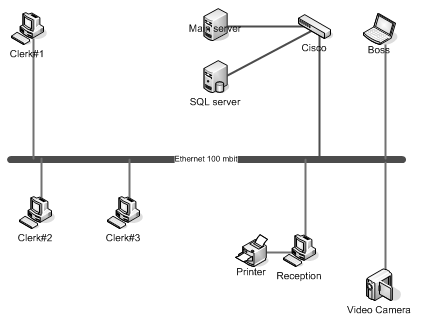 Main server
Clerk#1
Cisco
Boss
SQL server
Ethernet 100 mbit
Clerk#2
Clerk#3
Printer
Reception
Video Camera